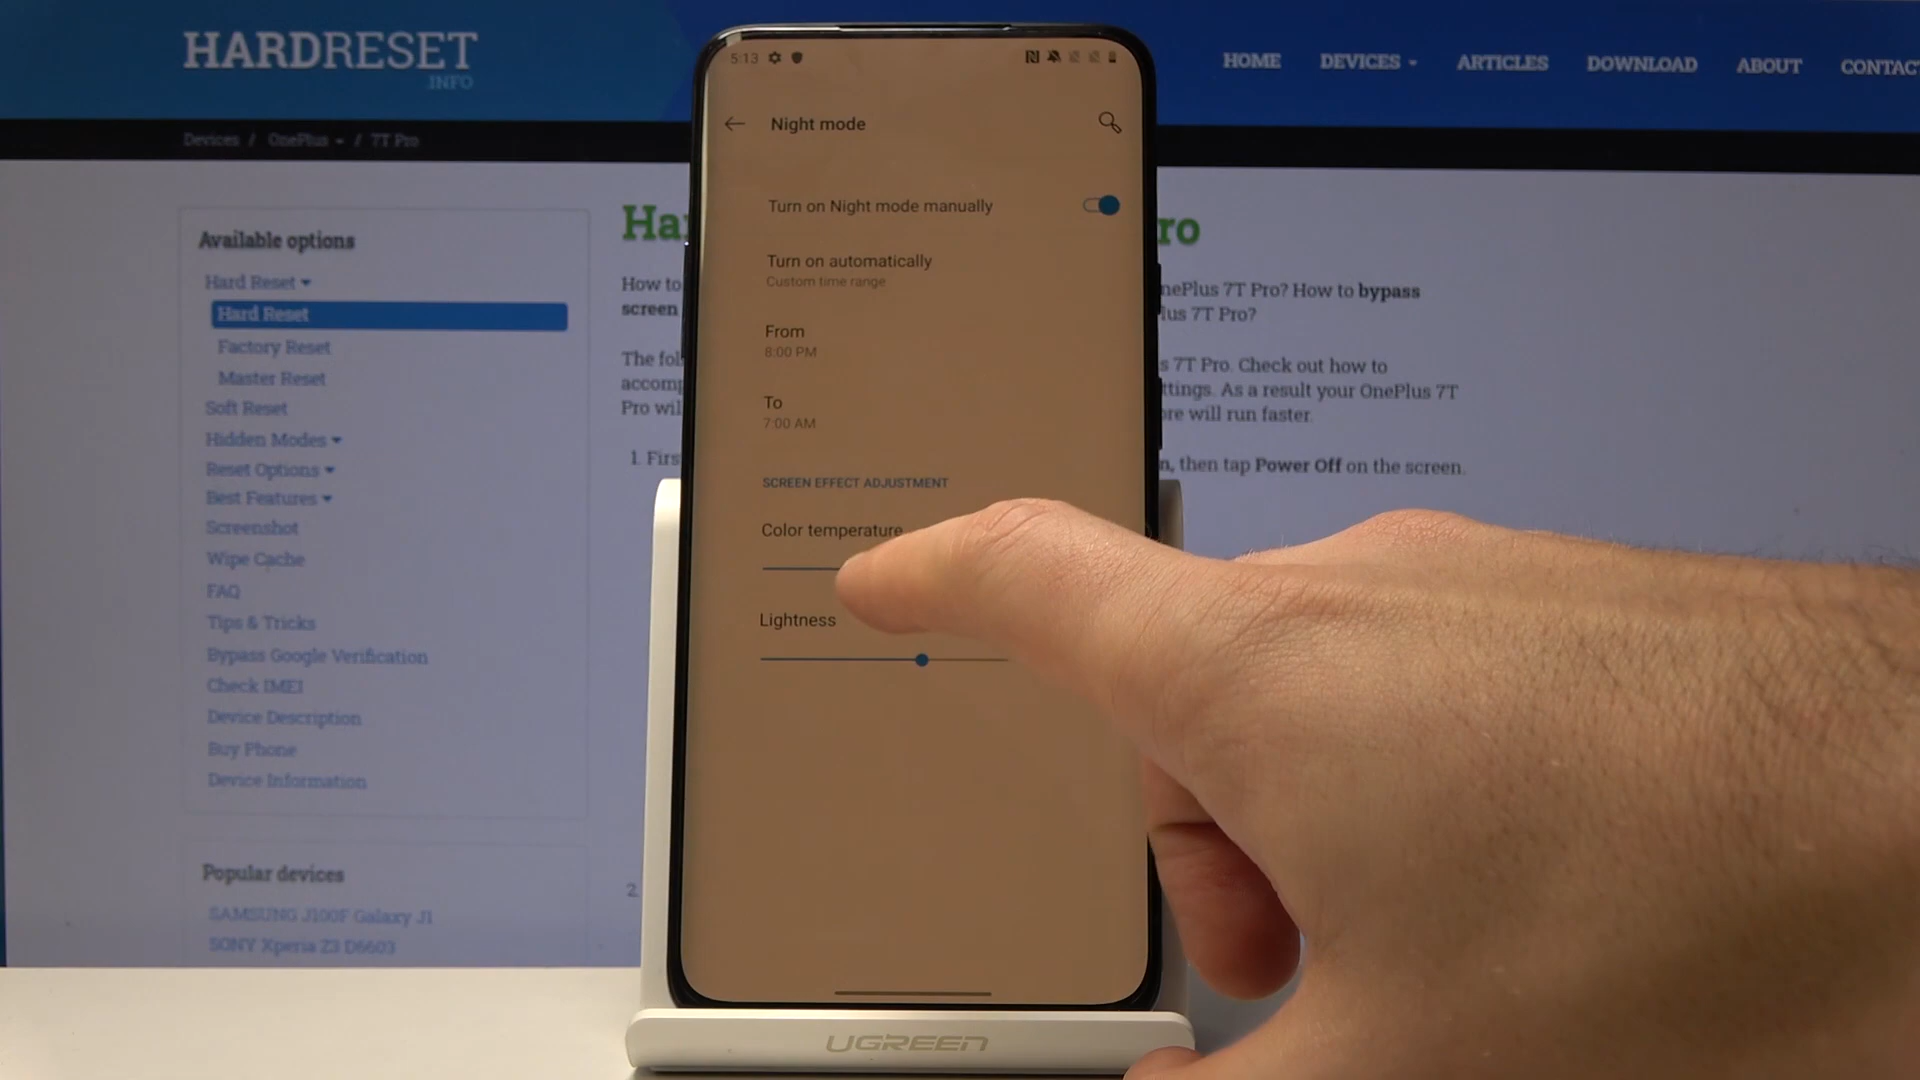 HARDRESET
.INFO
HOME DEVICES ARTICLES DOWNLOAD ABOUT CONTAC
Devices / OnePlus / 7T Pro
Available options
Hard Reset
Hard Reset
Factory Reset
Master Reset
Soft Reset
Hidden Modes
Reset Options
Best Features
Screenshot
Wipe Cache
FAQ
Tips & Tricks
Bypass Google Verification
Check IMEI
Device Description
Buy Phone
Device Information
Popular devices
SAMSUNG J100F Galaxy J1
SONY Xperia Z3 D6603
Ha
How to
screen
The fol
accomp
Pro wil
1. Firs
2.
5:13
Night mode
Turn on Night mode manually
Turn on automatically
Custom time range
From
8:00 PM
To
7:00 AM
SCREEN EFFECT ADJUSTMENT
Color temperature
Lightness
UGREEN
ro
nePlus 7T Pro? How to bypass
lus 7T Pro?
s 7T Pro. Check out how to
ttings. As a result your OnePlus 7T
re will run faster.
n, then tap Power Off on the screen.